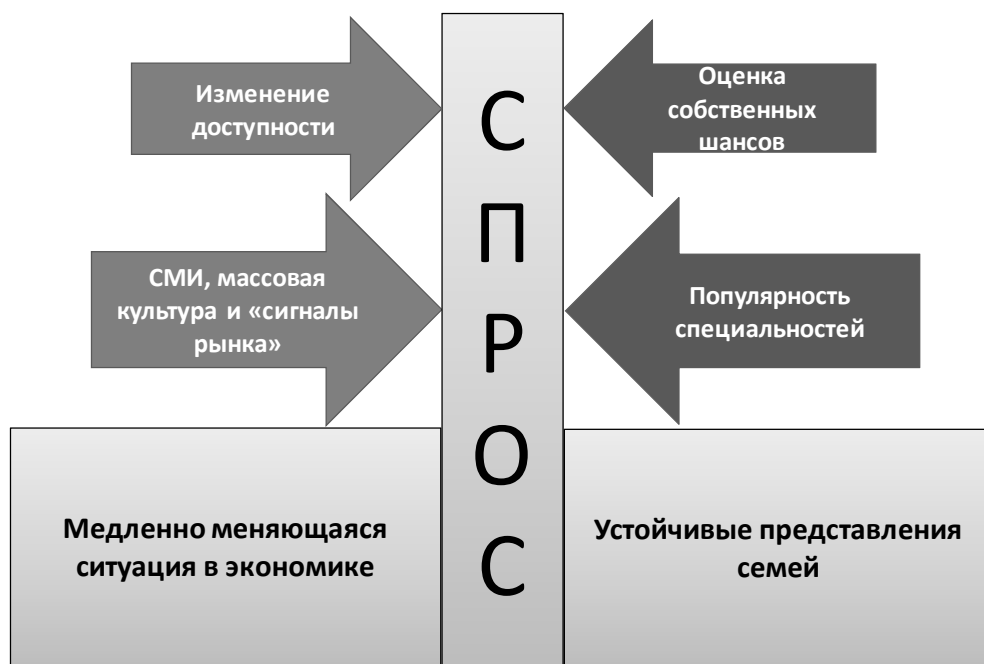 Изменение
доступности
СМИ, массовая
культура и «сигналы
рынка»
Медленно меняющаяся
ситуация в экономике
С
П
Р
О
С
Оценка
собственных
шансов
Популярность
специальностей
Устойчивые представления
семей